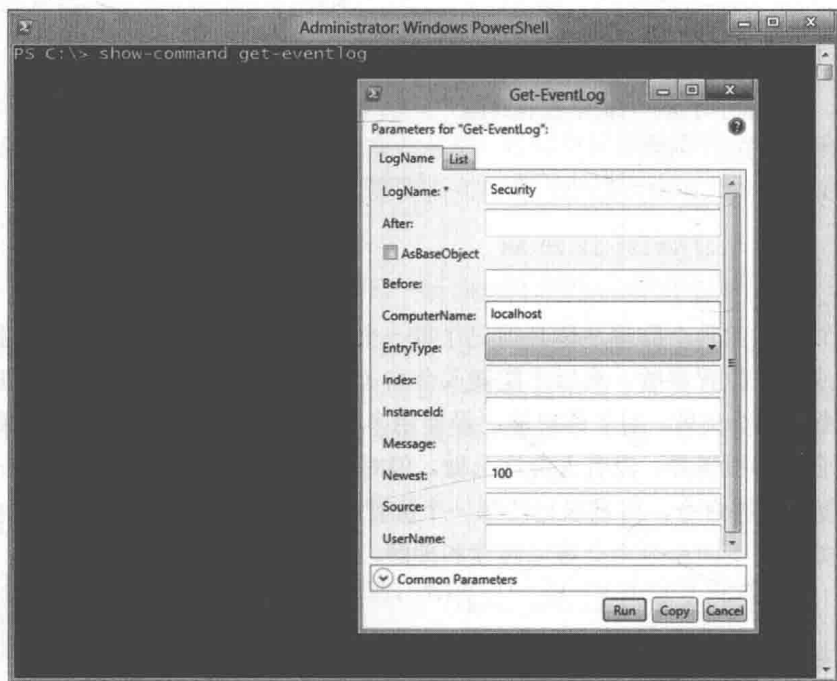 Administrator: Windows PowerShell
PS C:\> show-command get-eventlog
Get-EventLog
Parameters for "Get-EventLog":
LogName List
LogName: * Security
After:
AsBaseObject
Before:
ComputerName: localhost
EntryType:
Index:
InstanceId:
Message:
Newest: 100
Source:
UserName:
Common Parameters
Run Copy Cancel